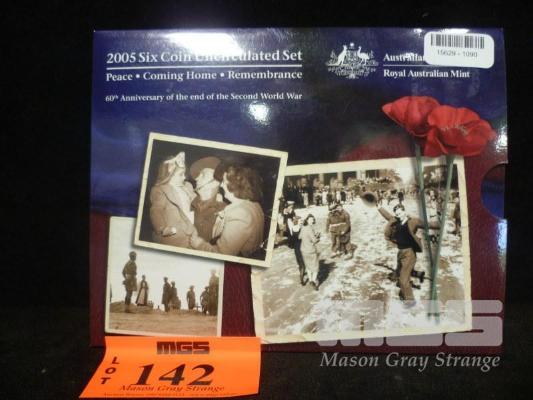 2005 Six Coin Uncirculated Set
Peace • Coming Home • Remembrance
60th Anniversary of the end of the Second World War
Australian
Royal Australian Mint
15629 - 1090
MGS
Mason Gray Strange
LOT
MGS
142
Mason Gray Strange